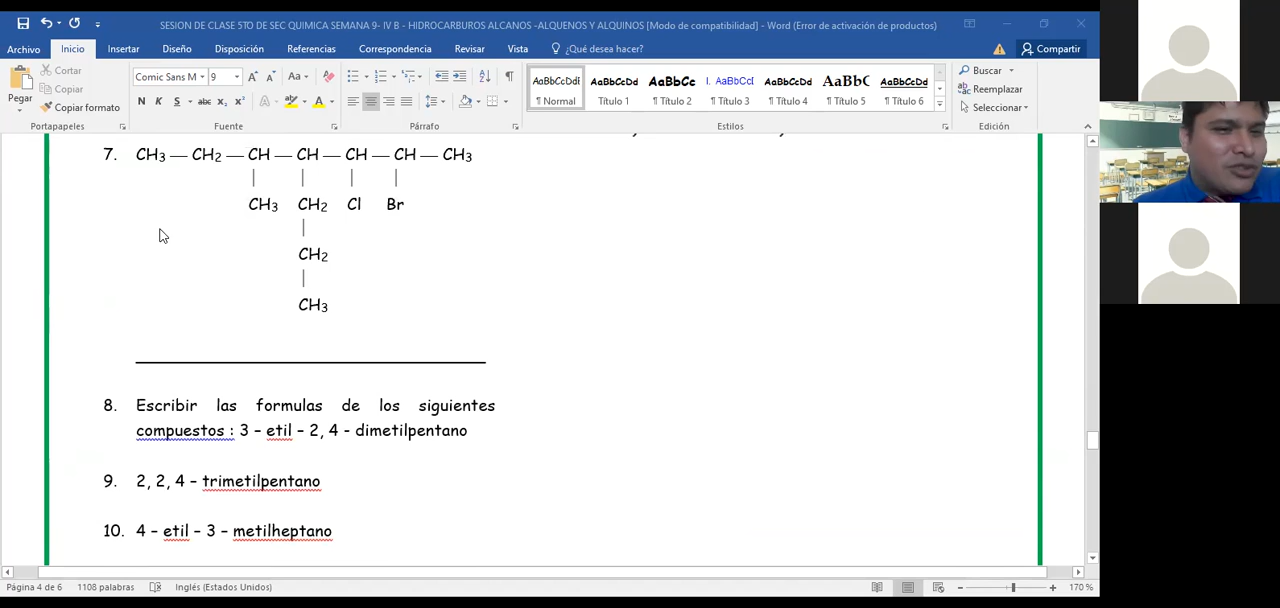 SESION DE CLASE 5TO DE SEC QUIMICA SEMANA 9- IV B - HIDROCARBUROS ALCANOS -ALQUENOS Y ALQUINOS [Modo de compatibilidad] - Word (Error de activación de productos)
Archivo Inicio Insertar Diseño Disposición Referencias Correspondencia Revisar Vista ¿Qué desea hacer? Compartir
Pegar
Cortar
Copiar
Copiar formato
Portapapeles
Comic Sans M 9
Fuente
Párrafo
AaBbCcDdE AaBbCcDd AaBbCc I. AaBbCcI AaBbCcDd AaBbC AaBbCcDd
¶ Normal ¶ Título 1 ¶ Título 2 ¶ Título 3 ¶ Título 4 ¶ Título 5 ¶ Título 6
Estilos
Buscar
Reemplazar
Seleccionar
Edición
7. CH3 — CH2 — CH — CH — CH — CH — CH3
| | | |
CH3 CH2 Cl Br
|
CH2
|
CH3
8. Escribir las formulas de los siguientes
compuestos : 3 – etil – 2, 4 - dimetilpentano
9. 2, 2, 4 – trimetilpentano
10. 4 – etil – 3 – metilheptano
Página 4 de 6 1108 palabras Inglés (Estados Unidos) 170 %